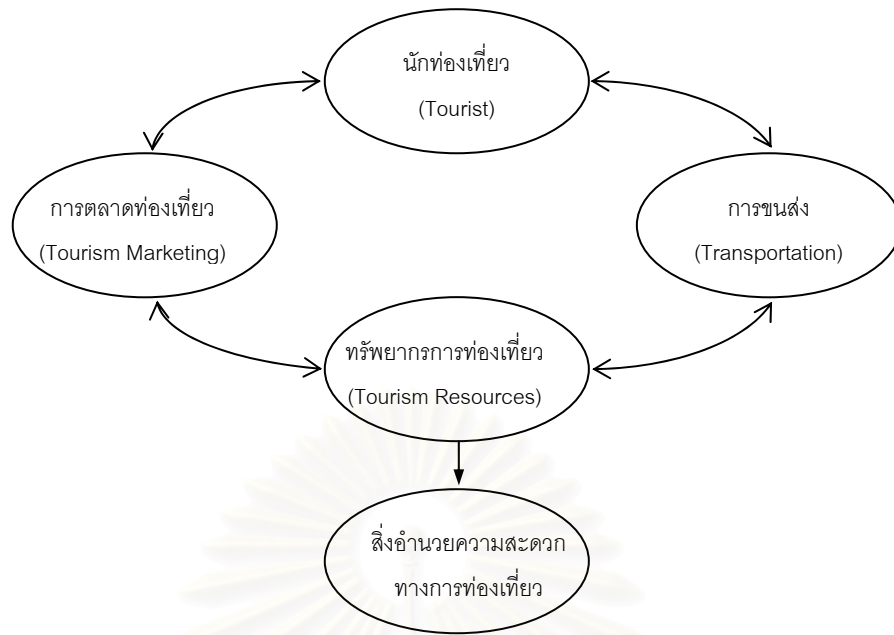 นักท่องเที่ยว
(Tourist)
การตลาดท่องเที่ยว
(Tourism Marketing)
การขนส่ง
(Transportation)
ทรัพยากรการท่องเที่ยว
(Tourism Resources)
สิ่งอำนวยความสะดวก
ทางการท่องเที่ยว